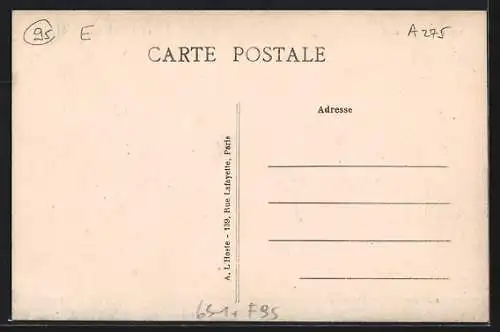 95 E A275
CARTE POSTALE
Adresse
A. L'Hoste - 139, Rue Lafayette, Paris
F95